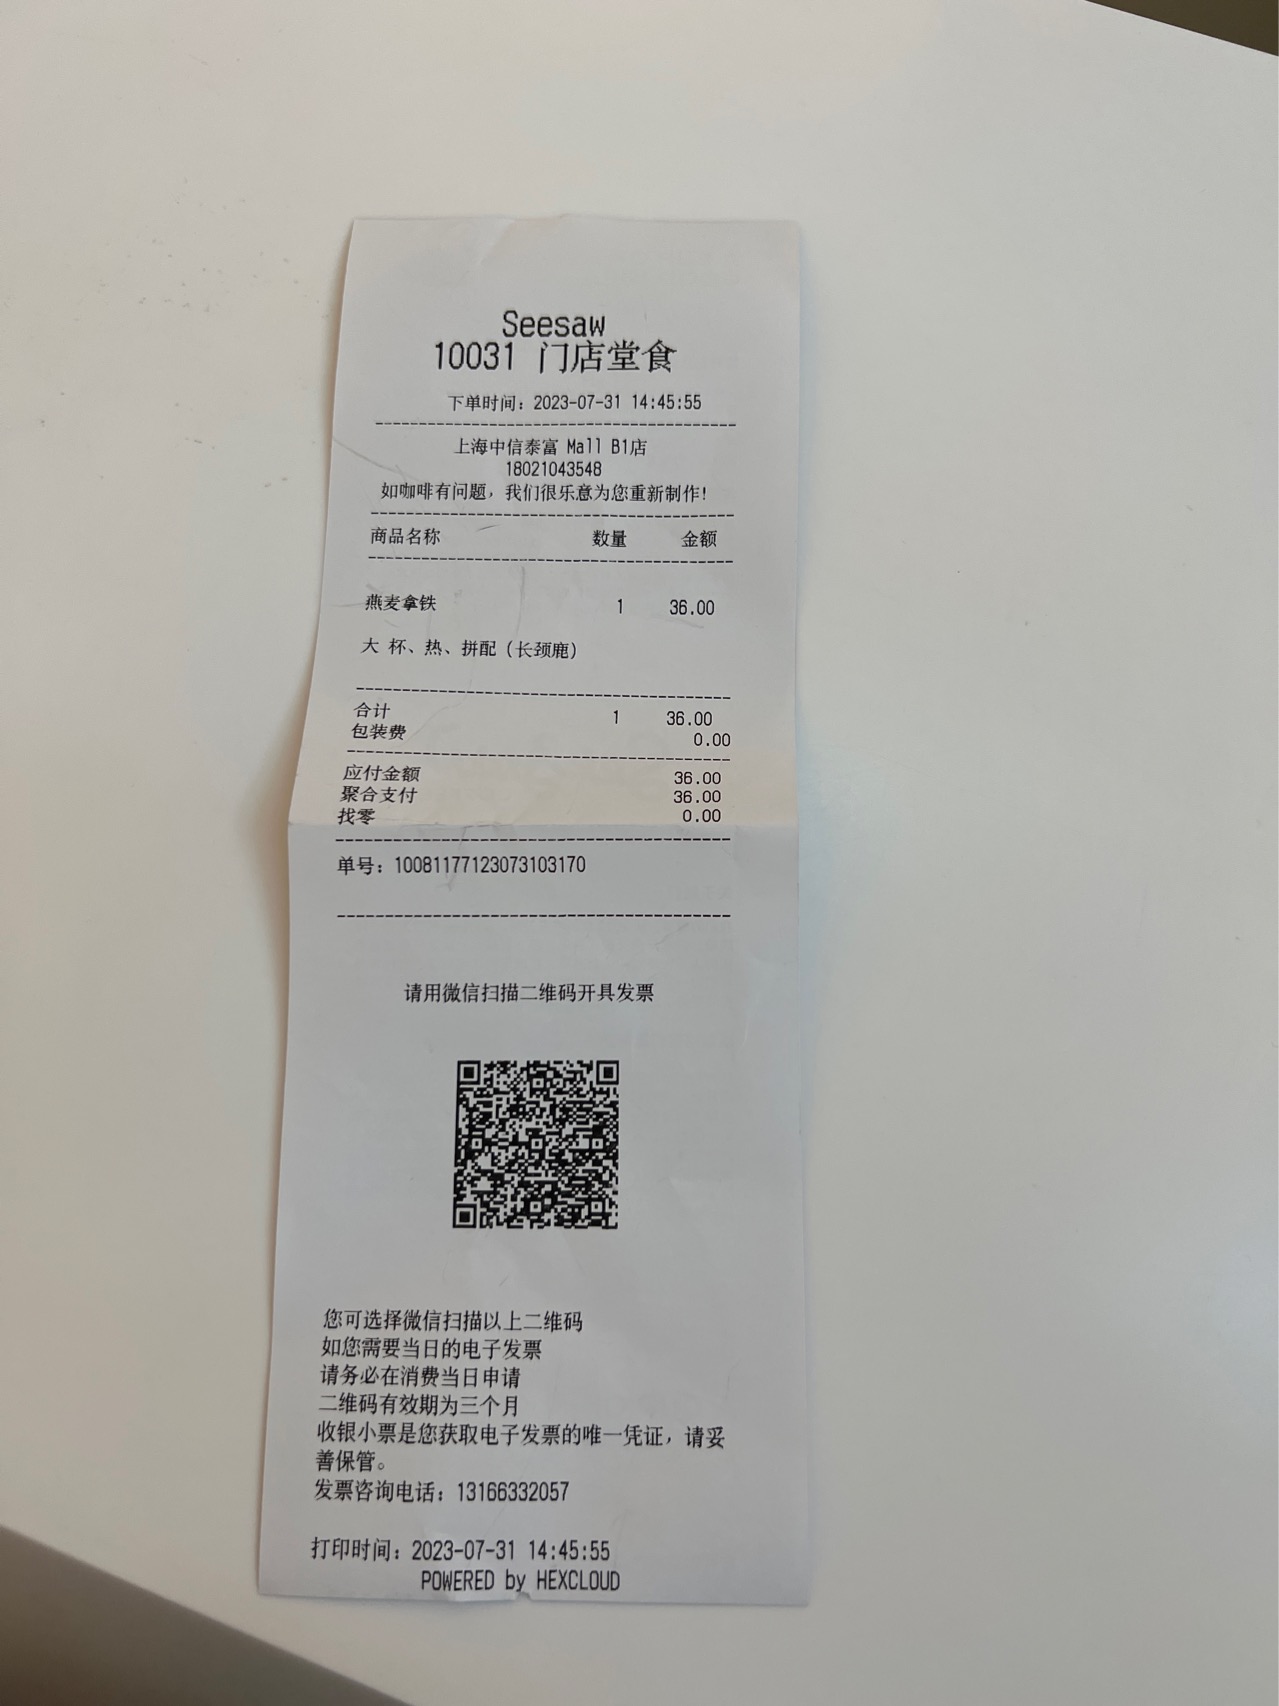 Seesaw
10031 门店堂食
下单时间：2023-07-31 14:45:55
上海中信泰富 Mall B1店
18021043548
如咖啡有问题，我们很乐意为您重新制作！
商品名称 数量 金额
燕麦拿铁 1 36.00
大 杯、热、拼配（长颈鹿）
合计 1 36.00
包装费 0.00
应付金额 36.00
聚合支付 36.00
找零 0.00
单号：10081177123073103170
请用微信扫描二维码开具发票
您可选择微信扫描以上二维码
如您需要当日的电子发票
请务必在消费当日申请
二维码有效期为三个月
收银小票是您获取电子发票的唯一凭证，请妥
善保管。
发票咨询电话：13166332057
打印时间：2023-07-31 14:45:55
POWERED by HEXCLOUD